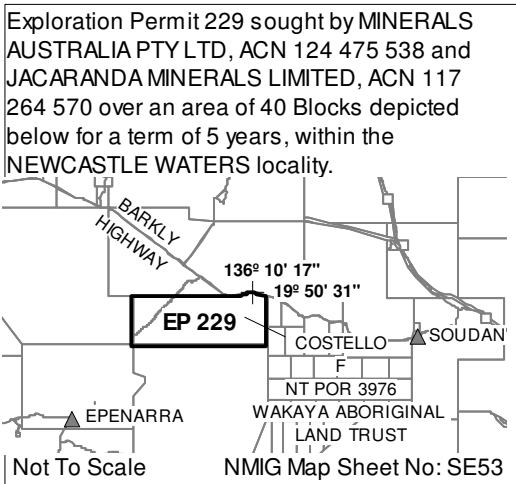 Exploration Permit 229 sought by MINERALS
AUSTRALIA PTY LTD, ACN 124 475 538 and
JACARANDA MINERALS LIMITED, ACN 117
264 570 over an area of 40 Blocks depicted
below for a term of 5 years, within the
NEWCASTLE WATERS locality.
BARKLY
HIGHWAY
136º 10' 17"
19º 50' 31"
EP 229
COSTELLO
SOUDAN
F
NT POR 3976
WAKAYA ABORIGINAL
LAND TRUST
EPENARRA
Not To Scale
NMIG Map Sheet No: SE53